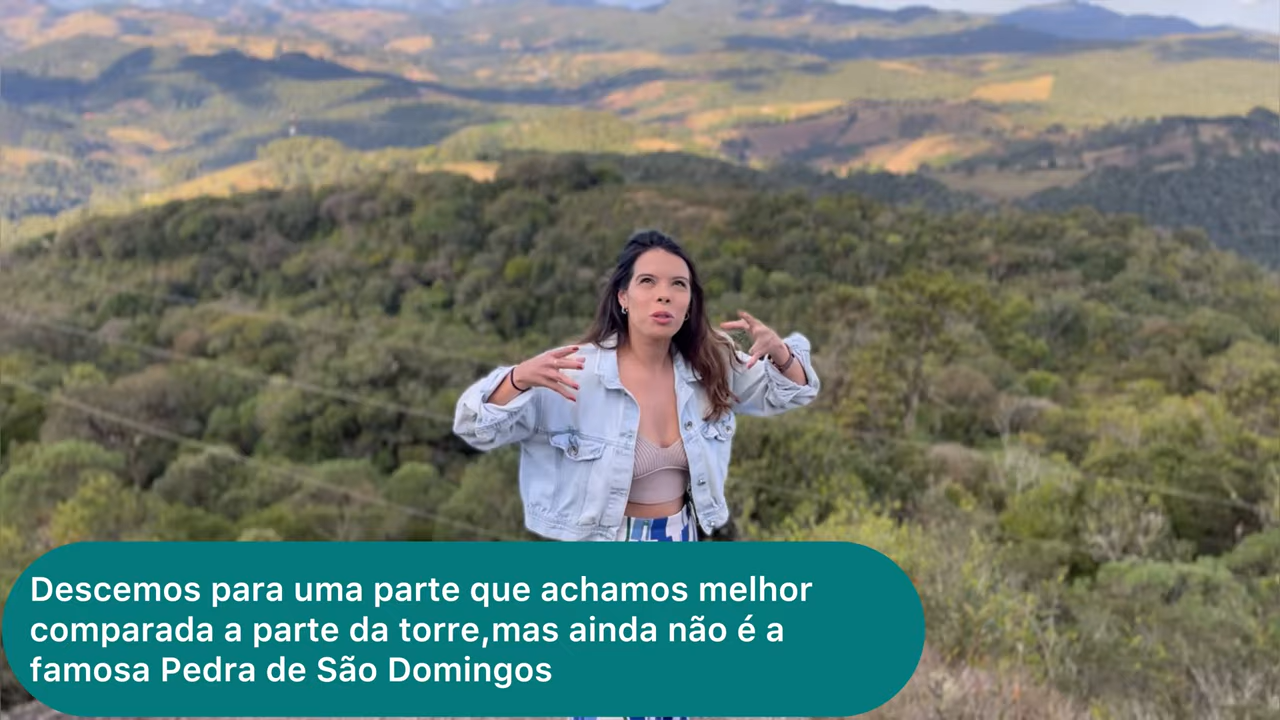 Descemos para uma parte que achamos melhor
comparada a parte da torre,mas ainda não é a
famosa Pedra de São Domingos